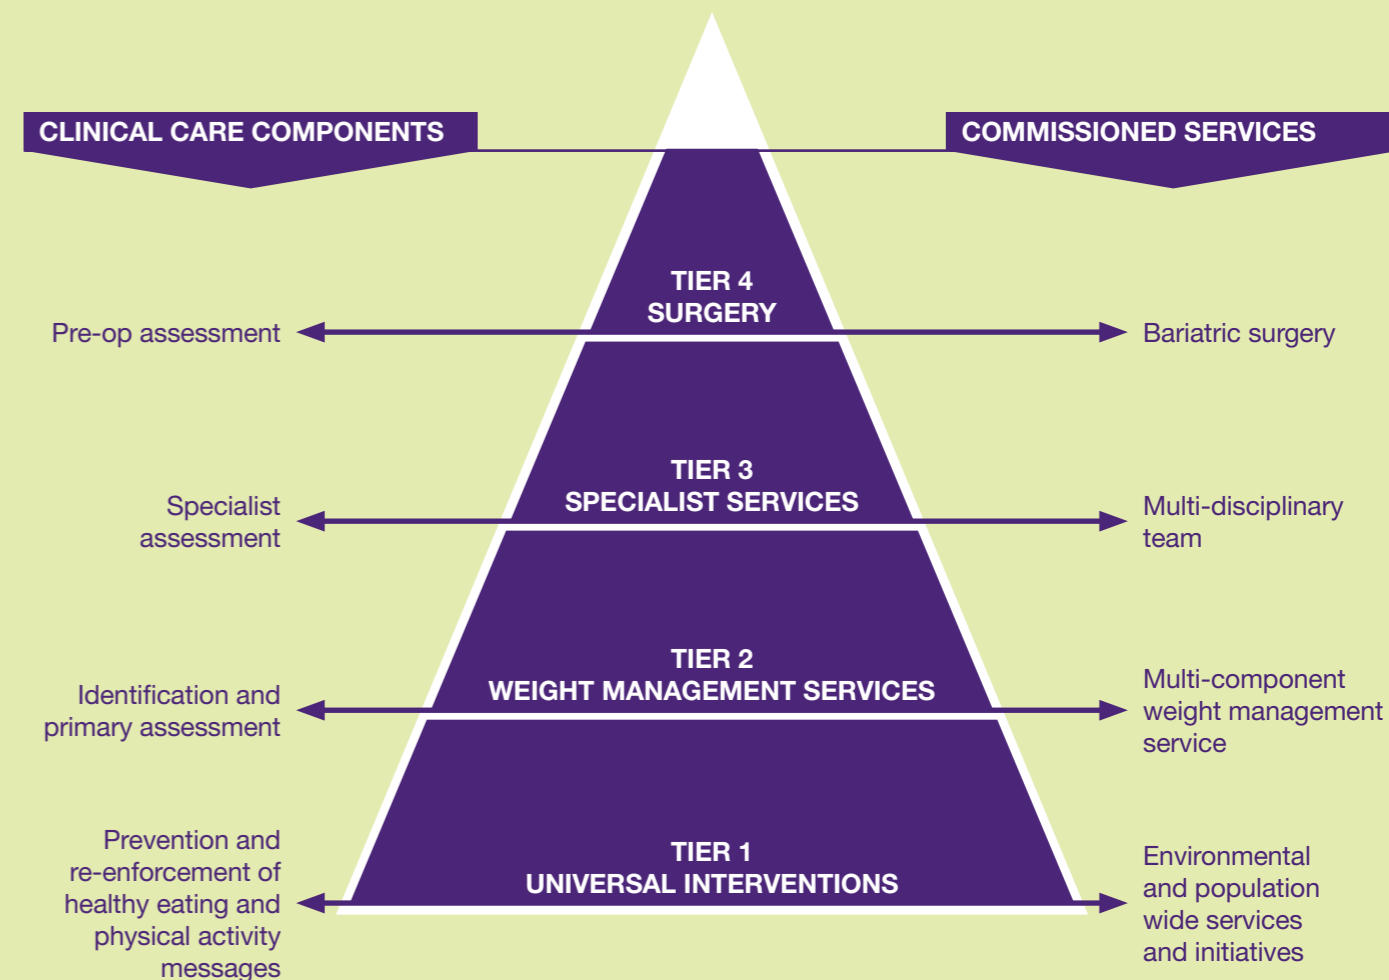 CLINICAL CARE COMPONENTS
COMMISSIONED SERVICES
TIER 4
SURGERY
Pre-op assessment
Bariatric surgery
TIER 3
SPECIALIST SERVICES
Specialist
assessment
Multi-disciplinary
team
TIER 2
WEIGHT MANAGEMENT SERVICES
Identification and
primary assessment
Multi-component
weight management
service
TIER 1
UNIVERSAL INTERVENTIONS
Prevention and
re-enforcement of
healthy eating and
physical activity
messages
Environmental
and population
wide services
and initiatives